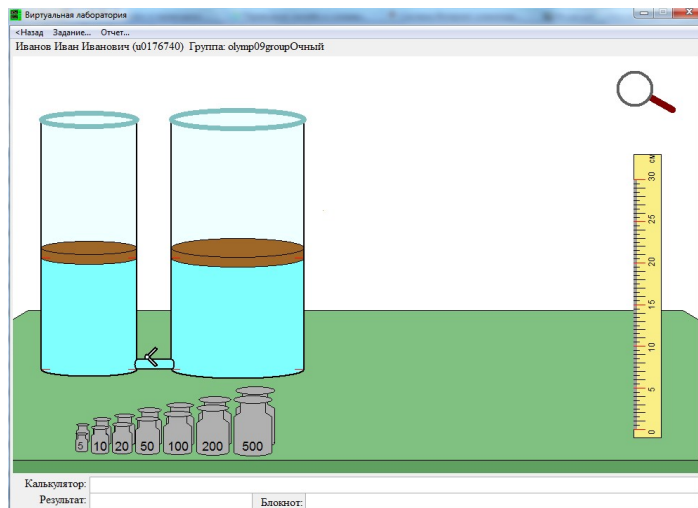 Виртуальная лаборатория
<Назад Задание... Отчет...
Иванов Иван Иванович (u0176740) Группа: olymp09groupОчный
см
30
25
20
15
10
5
0
5 10 20 50 100 200 500
Калькулятор:
Результат: Блокнот: